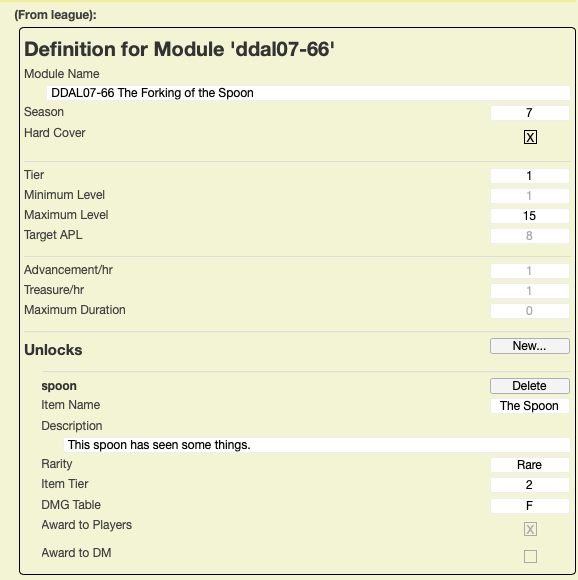 (From league):
Definition for Module 'ddal07-66'
Module Name
DDAL07-66 The Forking of the Spoon
Season 7
Hard Cover X
Tier 1
Minimum Level 1
Maximum Level 15
Target APL 8
Advancement/hr 1
Treasure/hr 1
Maximum Duration 0
Unlocks New...
spoon Delete
Item Name The Spoon
Description
This spoon has seen some things.
Rarity Rare
Item Tier 2
DMG Table F
Award to Players X
Award to DM